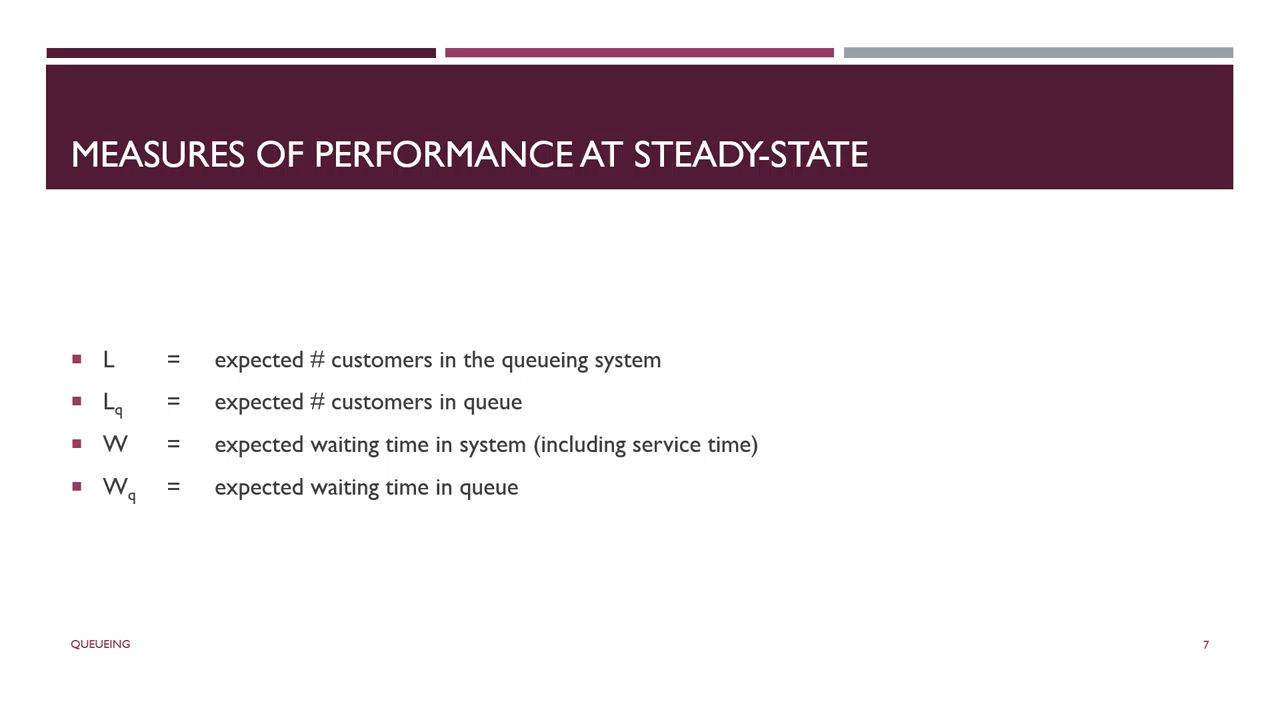 MEASURES OF PERFORMANCE AT STEADY-STATE
▪ L = expected # customers in the queueing system
▪ Lq = expected # customers in queue
▪ W = expected waiting time in system (including service time)
▪ Wq = expected waiting time in queue
QUEUEING
7